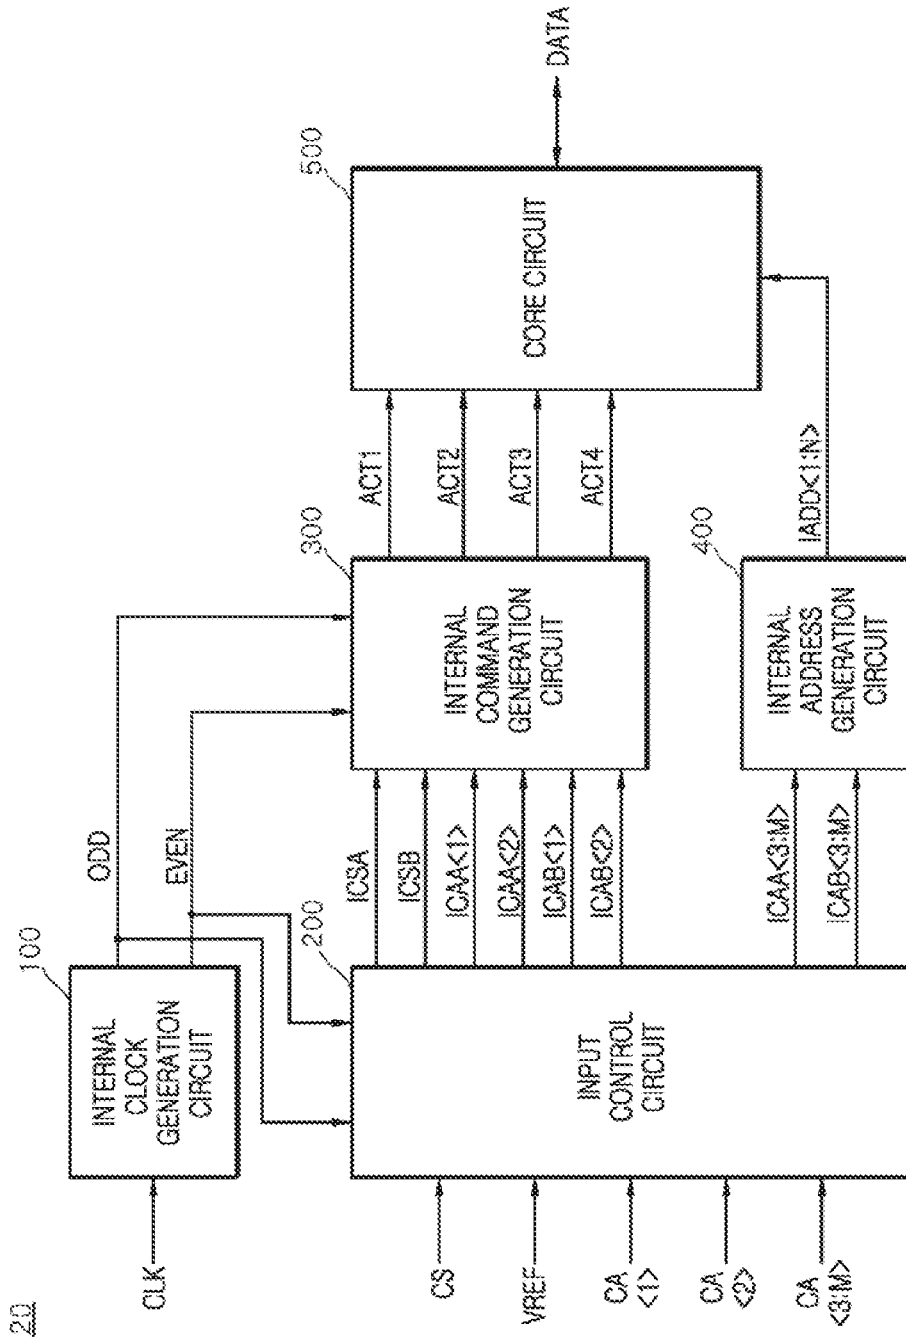 20
CLK
INTERNAL
CLOCK
GENERATION
CIRCUIT
100
ODD
EVEN
CS
VREF
CA
<1>
CA
<2>
CA
<3:M>
INPUT
CONTROL
CIRCUIT
200
ICSA
ICSB
ICAA<1>
ICAA<2>
ICAB<1>
ICAB<2>
ICAA<3:M>
ICAB<3:M>
INTERNAL
COMMAND
GENERATION
CIRCUIT
300
INTERNAL
ADDRESS
GENERATION
CIRCUIT
400
ACT1
ACT2
ACT3
ACT4
IADD<1:N>
CORE CIRCUIT
500
DATA